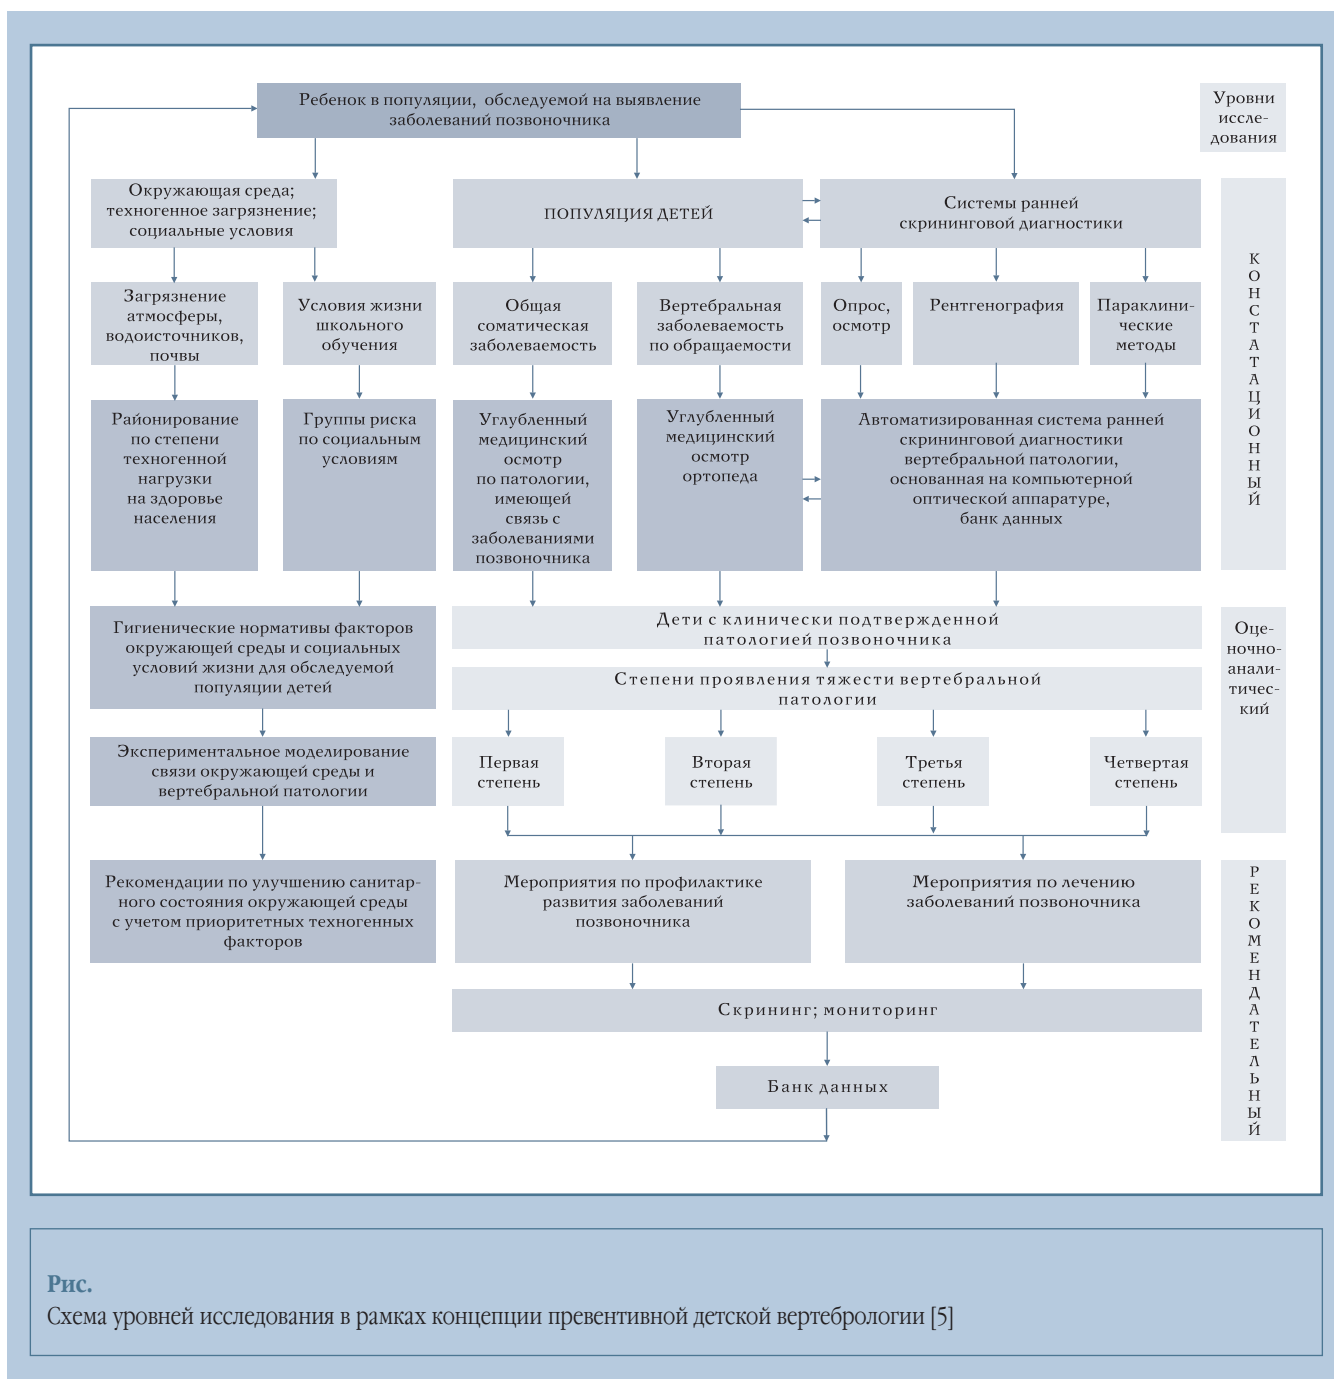 Ребенок в популяции, обследуемой на выявление
заболеваний позвоночника
Уровни
иссле-
дования
Окружающая среда;
техногенное загрязнение;
социальные условия
ПОПУЛЯЦИЯ ДЕТЕЙ
Системы ранней
скрининговой диагностики
Загрязнение
атмосферы,
водоисточников,
почвы
Условия жизни
школьного
обучения
Общая
соматическая
заболеваемость
Вертебральная
заболеваемость
по обращаемости
Опрос,
осмотр
Рентгенография
Параклини-
ческие
методы
Районирование
по степени
техногенной
нагрузки
на здоровье
населения
Группы риска
по социальным
условиям
Углубленный
медицинский
осмотр
по патологии,
имеющей
связь с
заболеваниями
позвоночника
Углубленный
медицинский
осмотр
ортопеда
Автоматизированная система ранней
скрининговой диагностики
вертебральной патологии,
основанная на компьютерной
оптической аппаратуре,
банк данных
КОНСТАТАЦИОННЫЙ
Гигиенические нормативы факторов
окружающей среды и социальных
условий жизни для обследуемой
популяции детей
Дети с клинически подтвержденной
патологией позвоночника
Степени проявления тяжести вертебральной
патологии
Оце-
ночно-
анали-
тичес-
кий
Экспериментальное моделирование
связи окружающей среды и
вертебральной патологии
Первая
степень
Вторая
степень
Третья
степень
Четвертая
степень
Рекомендации по улучшению санитар-
ного состояния окружающей среды
с учетом приоритетных техногенных
факторов
Мероприятия по профилактике
развития заболеваний
позвоночника
Мероприятия по лечению
заболеваний позвоночника
РЕКОМЕНДАТЕЛЬНЫЙ
Скрининг; мониторинг
Банк данных
Рис.
Схема уровней исследования в рамках концепции превентивной детской вертебрологии [5]